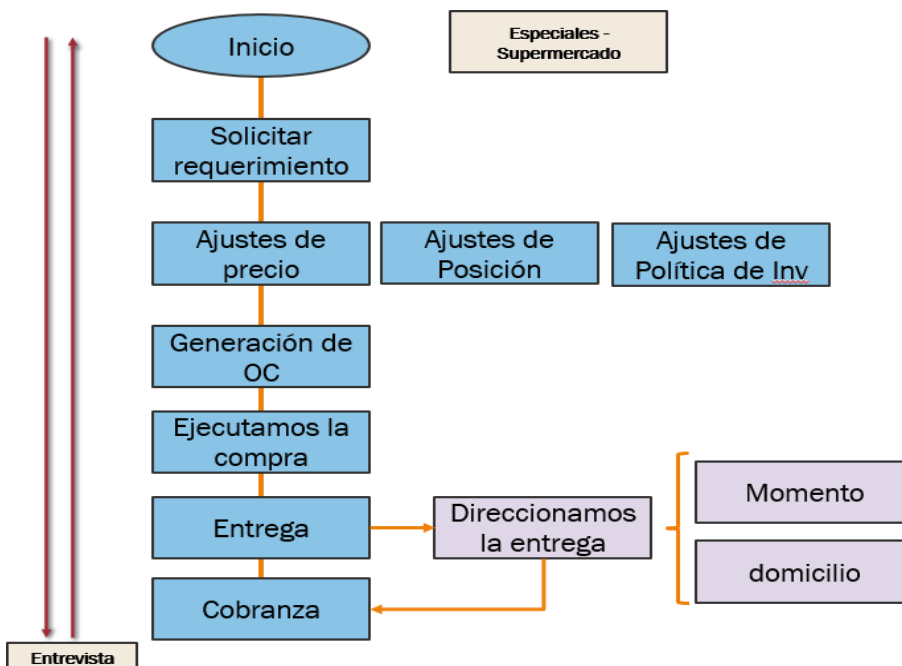 Inicio
Especiales -
Supermercado
Solicitar
requerimiento
Ajustes de
precio
Ajustes de
Posición
Ajustes de
Política de Inv
Generación de
OC
Ejecutamos la
compra
Entrega
Direccionamos
la entrega
Momento
domicilio
Cobranza
Entrevista